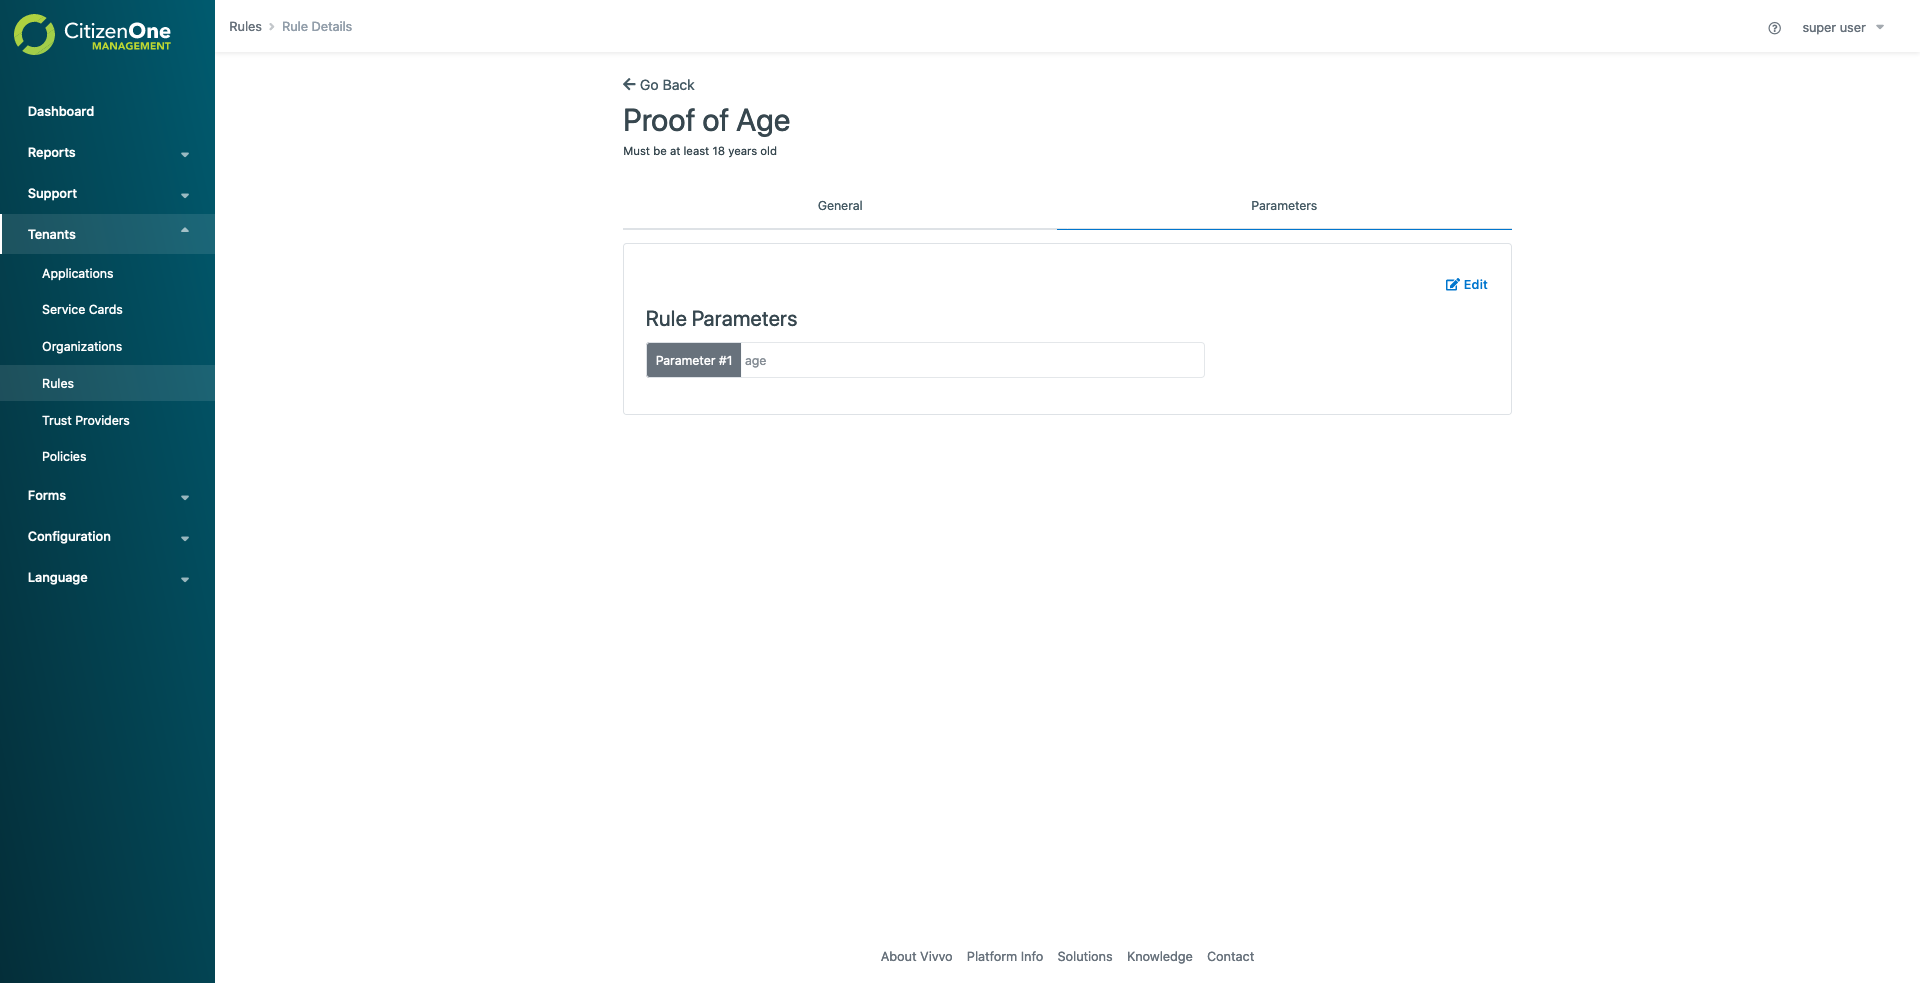 CitizenOne
MANAGEMENT
Dashboard
Reports
Support
Tenants
Applications
Service Cards
Organizations
Rules
Trust Providers
Policies
Forms
Configuration
Language
Rules > Rule Details
super user
Go Back
Proof of Age
Must be at least 18 years old
General Parameters
Edit
Rule Parameters
Parameter #1 age
About Vivvo Platform Info Solutions Knowledge Contact